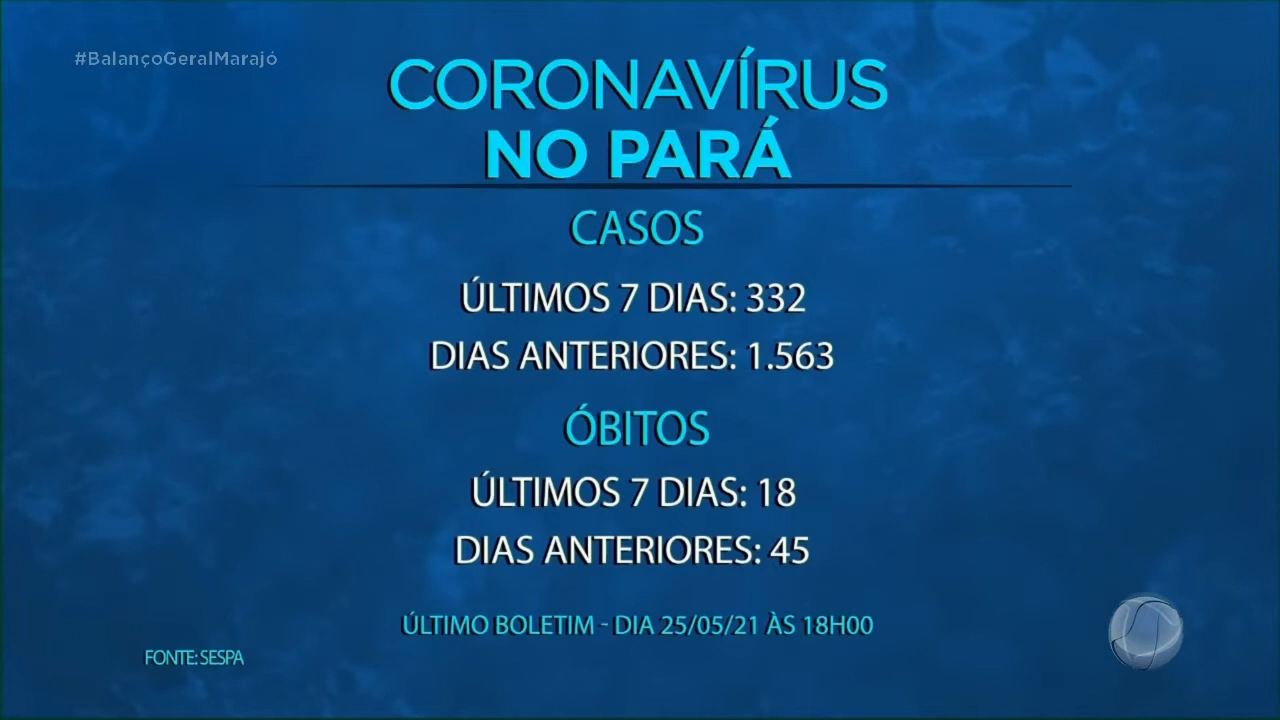 #BalançoGeralMarajó
CORONAVÍRUS
NO PARÁ
CASOS
ÚLTIMOS 7 DIAS: 332
DIAS ANTERIORES: 1.563
ÓBITOS
ÚLTIMOS 7 DIAS: 18
DIAS ANTERIORES: 45
ÚLTIMO BOLETIM - DIA 25/05/21 ÀS 18H00
FONTE: SESPA